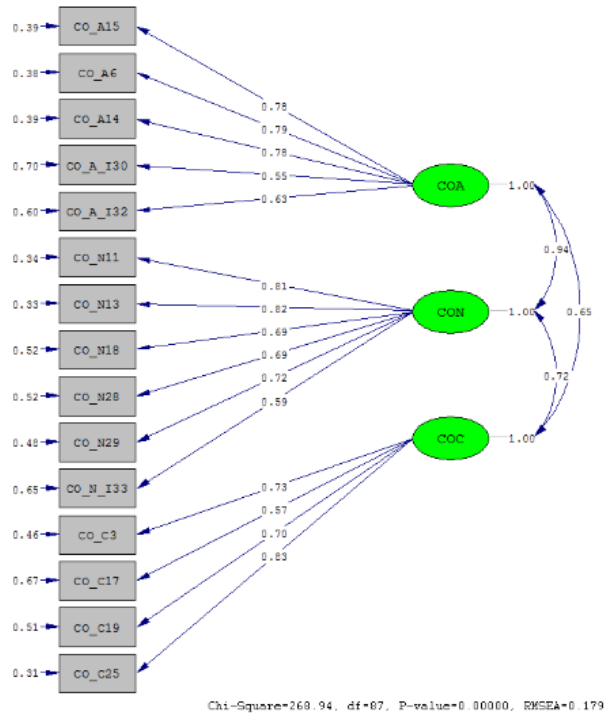 0.39 CO_A15
0.38 CO_A6
0.39 CO_A14
0.70 CO_A_I30
0.60 CO_A_I32
0.34 CO_N11
0.33 CO_N13
0.52 CO_N18
0.52 CO_N28
0.48 CO_N29
0.65 CO_N_I33
0.46 CO_C3
0.67 CO_C17
0.51 CO_C19
0.31 CO_C25
0.78
0.79
0.78
0.55
0.63
0.81
0.82
0.69
0.69
0.72
0.59
0.73
0.57
0.70
0.83
COA 1.00
CON 1.00
COC 1.00
0.94
0.65
0.72
Chi-Square=268.94, df=87, P-value=0.00000, RMSEA=0.179